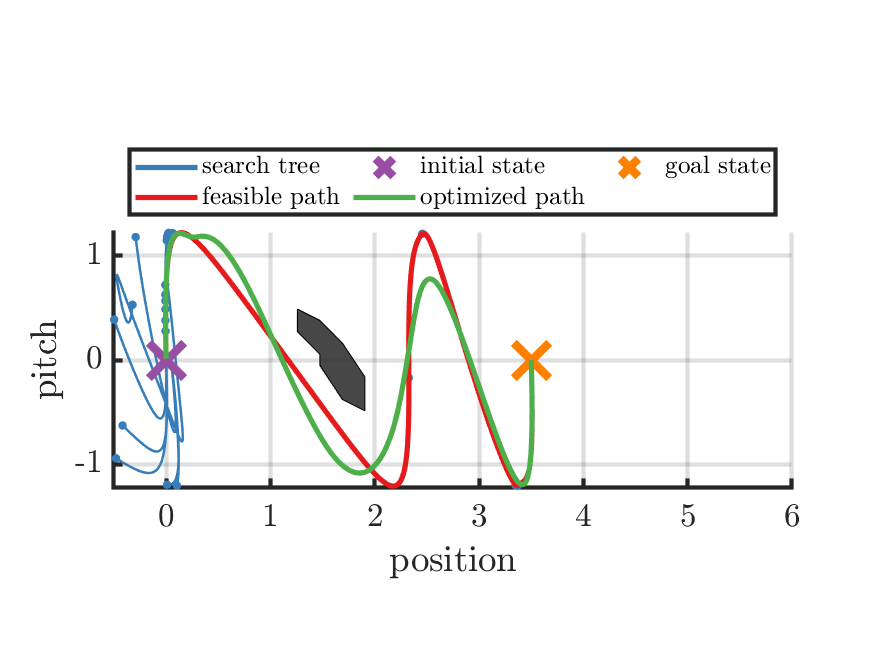 search tree initial state goal state
feasible path optimized path
1
0
-1
pitch
0 1 2 3 4 5 6
position